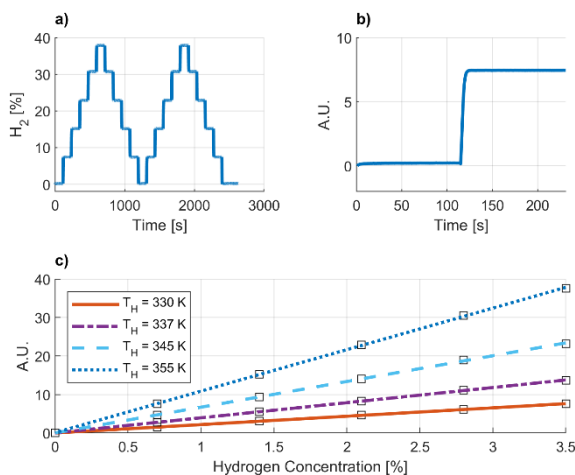 a)
b)
40
30
20
10
0
H2 [%]
0
1000
2000
3000
Time [s]
10
5
0
A.U.
0
50
100
150
200
Time [s]
c)
40
30
20
10
0
A.U.
TH = 330 K
TH = 337 K
TH = 345 K
TH = 355 K
0
0.5
1
1.5
2
2.5
3
3.5
Hydrogen Concentration [%]